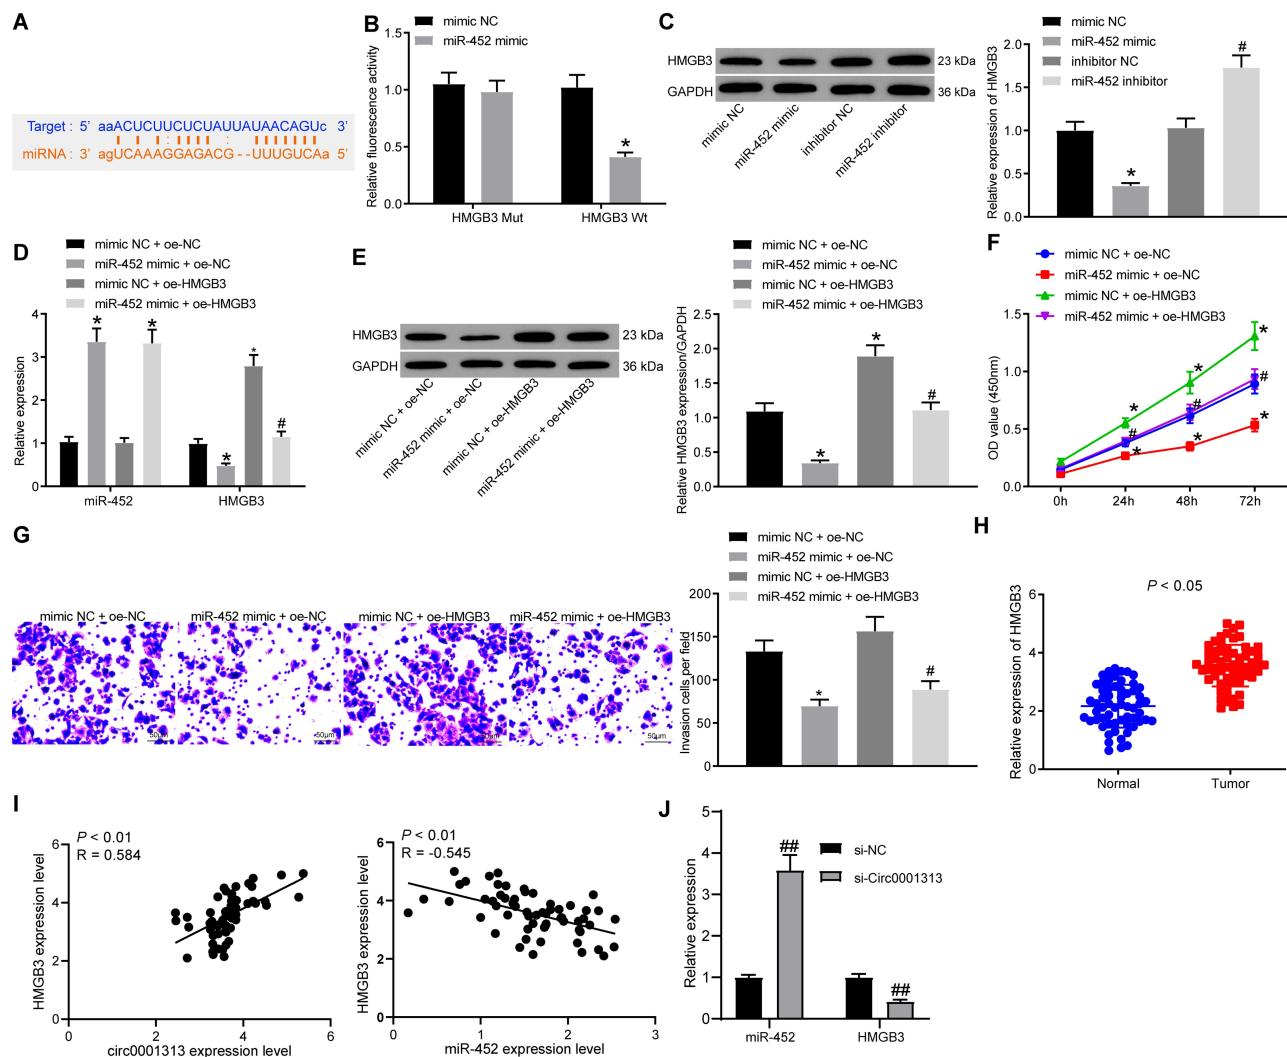 A
Target : 5' aaACUCUUCUCUAUUAUAACAGUc 3'
miRNA : 3' agUCAAAGGAGACG--UUUGUCAa 5'
B
mimic NC
miR-452 mimic
Relative fluorescence activity
1.5
1.0
0.5
0.0
*
HMGB3 Mut
HMGB3 Wt
C
HMGB3
23 kDa
GAPDH
36 kDa
mimic NC
miR-452 mimic
inhibitor NC
miR-452 inhibitor
mimic NC
miR-452 mimic
inhibitor NC
miR-452 inhibitor
Relative expression of HMGB3
2.0
1.5
1.0
0.5
0.0
*
#
D
mimic NC + oe-NC
miR-452 mimic + oe-NC
mimic NC + oe-HMGB3
miR-452 mimic + oe-HMGB3
Relative expression
4
3
2
1
0
* * * * #
miR-452
HMGB3
E
HMGB3
23 kDa
GAPDH
36 kDa
mimic NC + oe-NC
miR-452 mimic + oe-NC
mimic NC + oe-HMGB3
miR-452 mimic + oe-HMGB3
mimic NC + oe-NC
miR-452 mimic + oe-NC
mimic NC + oe-HMGB3
miR-452 mimic + oe-HMGB3
Relative HMGB3 expression/GAPDH
2.5
2.0
1.5
1.0
0.5
0.0
* * #
F
mimic NC + oe-NC
miR-452 mimic + oe-NC
mimic NC + oe-HMGB3
miR-452 mimic + oe-HMGB3
OD value (450nm)
1.5
1.0
0.5
0.0
* # *
* # *
* # *
0h
24h
48h
72h
G
mimic NC + oe-NC
miR-452 mimic + oe-NC
mimic NC + oe-HMGB3
miR-452 mimic + oe-HMGB3
50μm
50μm
50μm
50μm
mimic NC + oe-NC
miR-452 mimic + oe-NC
mimic NC + oe-HMGB3
miR-452 mimic + oe-HMGB3
Invasion cells per field
200
150
100
50
0
* #
H
P < 0.05
Relative expression of HMGB3
6
4
2
0
Normal
Tumor
I
P < 0.01
R = 0.584
HMGB3 expression level
6
4
2
0
0
2
4
6
circ0001313 expression level
P < 0.01
R = -0.545
HMGB3 expression level
6
4
2
0
0
1
2
3
miR-452 expression level
J
si-NC
si-Circ0001313
Relative expression
5
4
3
2
1
0
##
##
miR-452
HMGB3